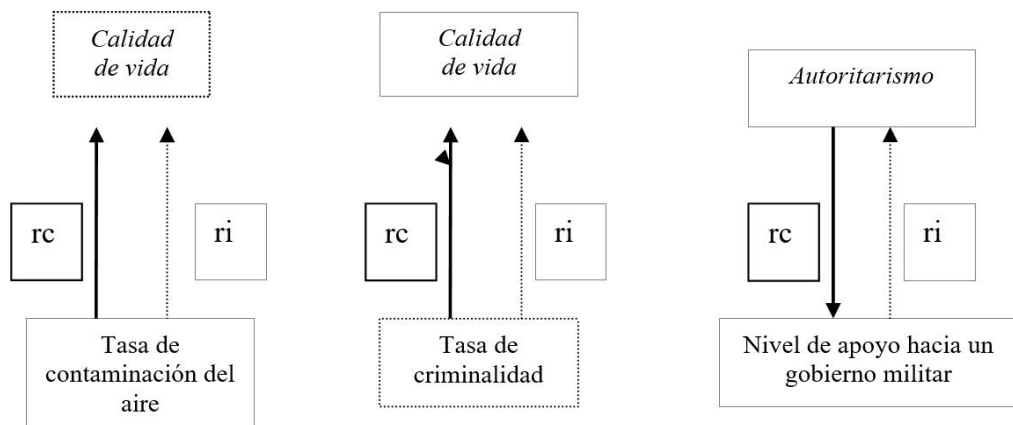 Calidad
de vida
Calidad
de vida
Autoritarismo
rc
ri
rc
ri
rc
ri
Tasa de
contaminación del
aire
Tasa de
criminalidad
Nivel de apoyo hacia un
gobierno militar